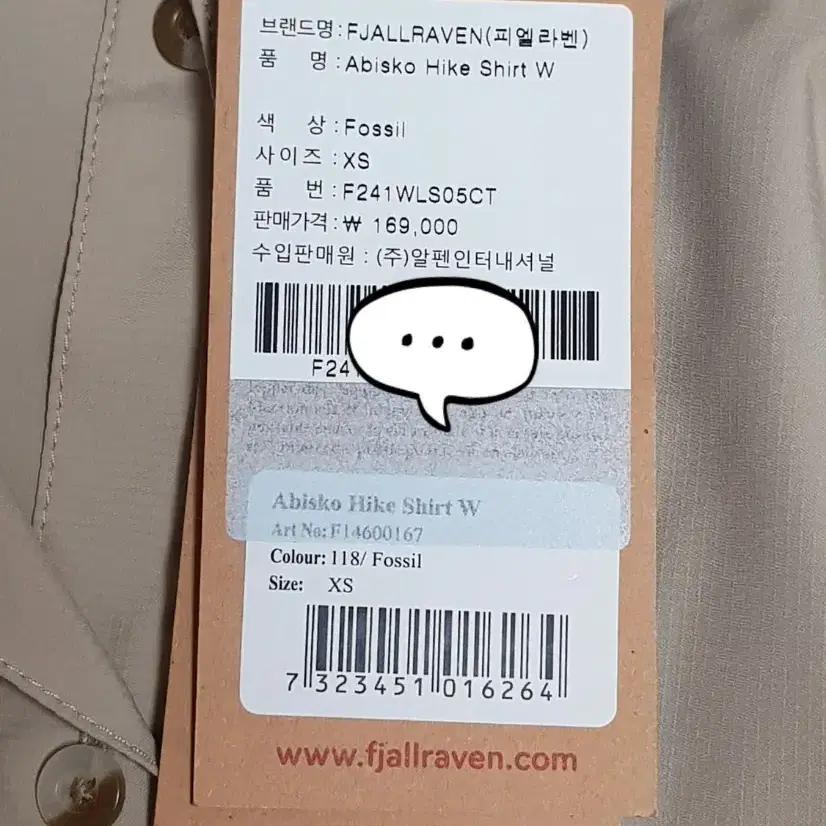 브랜드명:FJALLRAVEN(피엘라벤)
품 명:Abisko Hike Shirt W
색 상:Fossil
사이즈:XS
품 번:F241WLS05CT
판매가격:₩ 169,000
수입판매원:(주)알펜인터내셔널
F241
Abisko Hike Shirt W
Art No: F14600167
Colour: 118/ Fossil
Size: XS
7 323451 016264
www.fjallraven.com